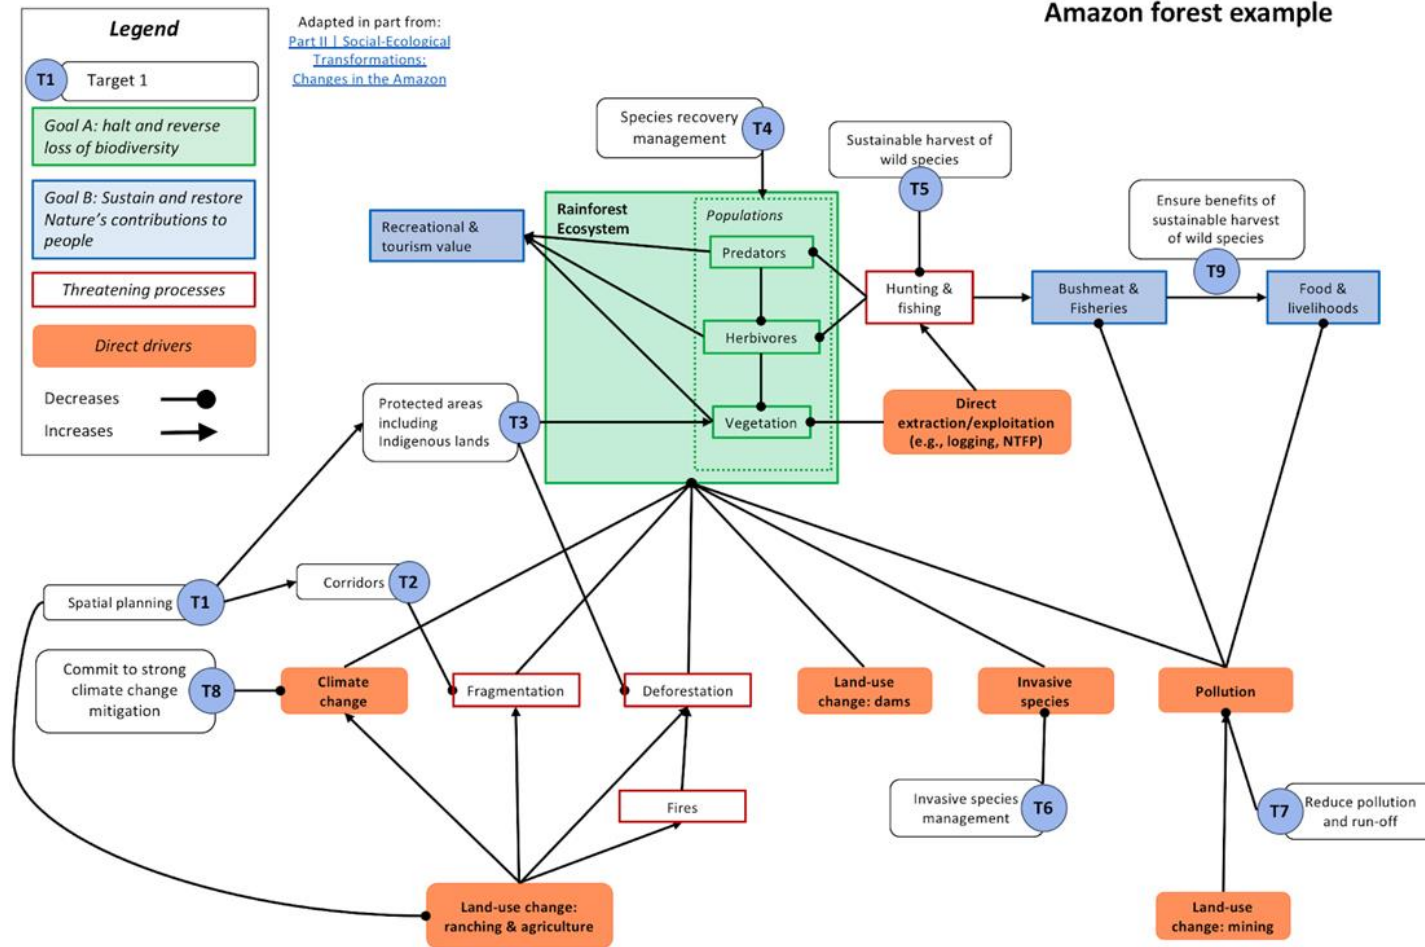 Amazon forest example
Legend
T1
Target 1
Goal A: halt and reverse
loss of biodiversity
Goal B: Sustain and restore
Nature's contributions to
people
Threatening processes
Direct drivers
Decreases
Increases
Adapted in part from:
Part II | Social-Ecological
Transformations:
Changes in the Amazon
Species recovery
management
T4
Sustainable harvest of
wild species
T5
Ensure benefits of
sustainable harvest
of wild species
T9
Recreational &
tourism value
Rainforest
Ecosystem
Populations
Predators
Herbivores
Vegetation
Hunting &
fishing
Bushmeat &
Fisheries
Food &
livelihoods
Direct
extraction/exploitation
(e.g., logging, NTFP)
Protected areas
including
Indigenous lands
T3
Spatial planning
T1
Corridors
T2
Commit to strong
climate change
mitigation
T8
Climate
change
Fragmentation
Deforestation
Land-use
change: dams
Invasive
species
Pollution
Fires
Invasive species
management
T6
T7
Reduce pollution
and run-off
Land-use change:
ranching & agriculture
Land-use
change: mining